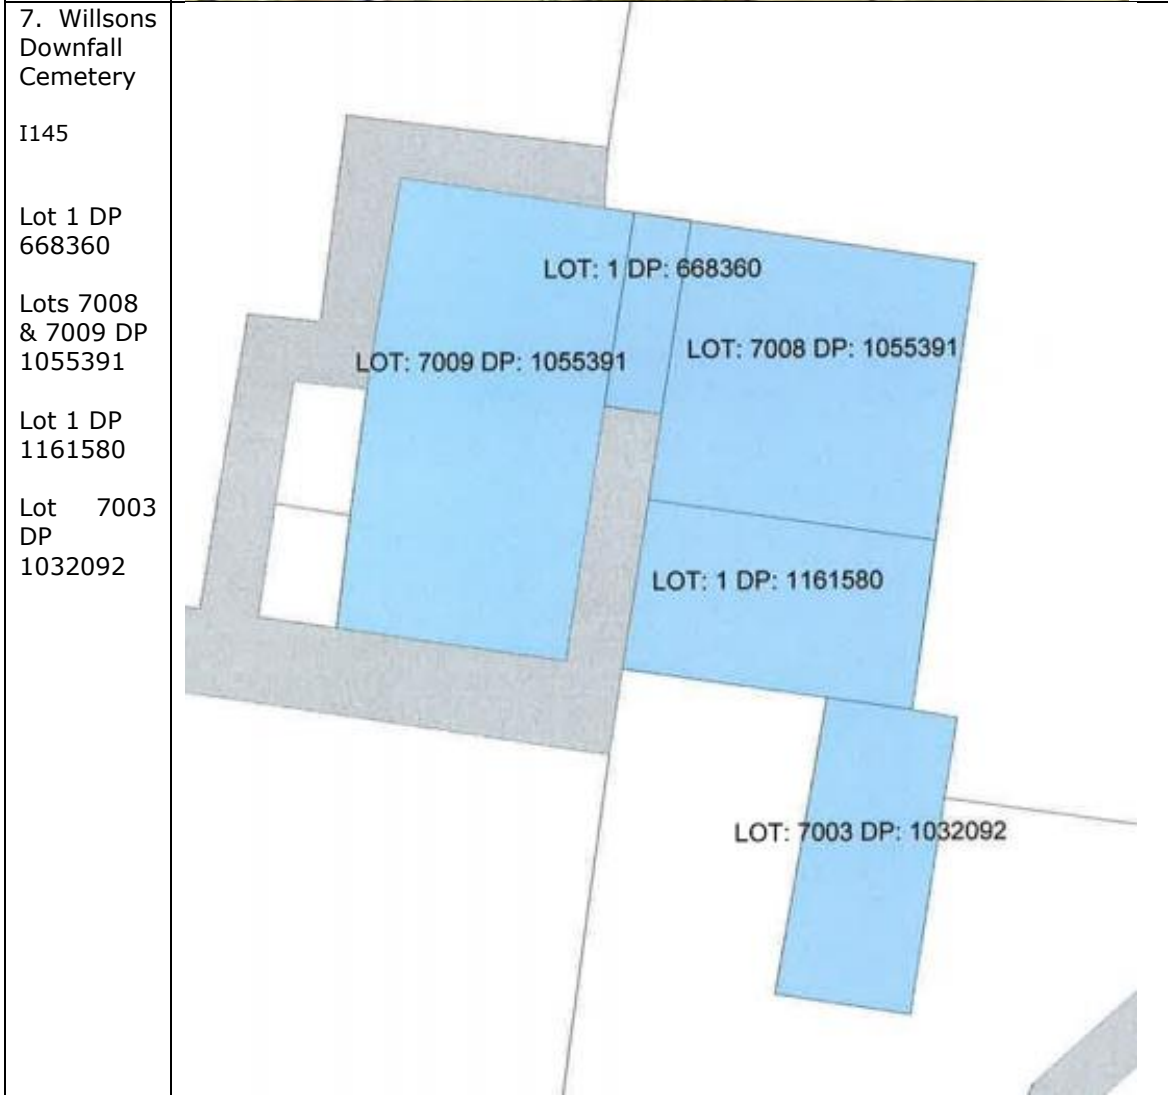 7. Willsons
Downfall
Cemetery
I145
Lot 1 DP
668360
Lots 7008
& 7009 DP
1055391
Lot 1 DP
1161580
Lot 7003
DP
1032092
LOT: 1 DP: 668360
LOT: 7008 DP: 1055391
LOT: 7009 DP: 1055391
LOT: 1 DP: 1161580
LOT: 7003 DP: 1032092